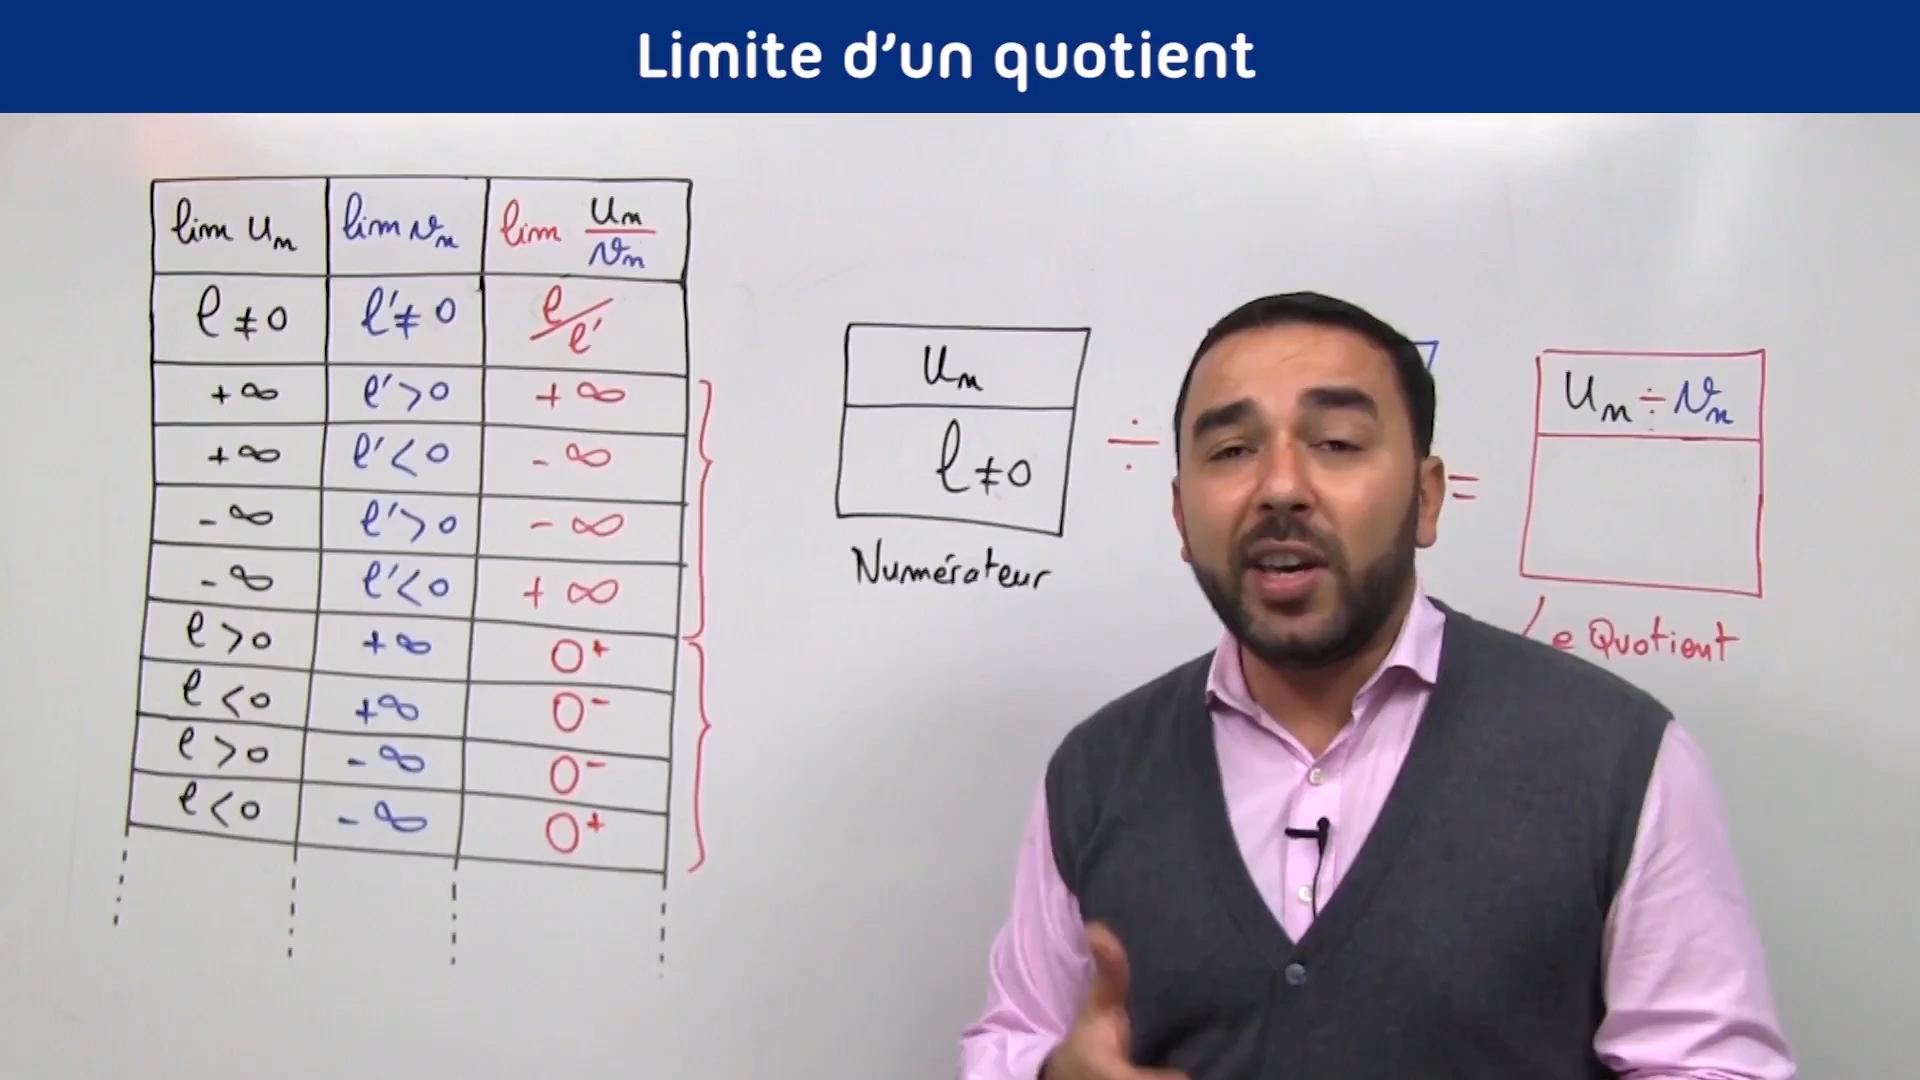 Limite d'un quotient
lim Un lim Vn lim Un/Vn
ℓ ≠ 0 ℓ' ≠ 0 ℓ/ℓ'
+∞ ℓ' > 0 +∞
+∞ ℓ' < 0 -∞
-∞ ℓ' > 0 -∞
-∞ ℓ' < 0 +∞
ℓ > 0 +∞ 0⁺
ℓ < 0 +∞ 0⁻
ℓ > 0 -∞ 0⁻
ℓ < 0 -∞ 0⁺
Un
ℓ ≠ 0
Numérateur
÷
=
Un ÷ Vn
Le Quotient